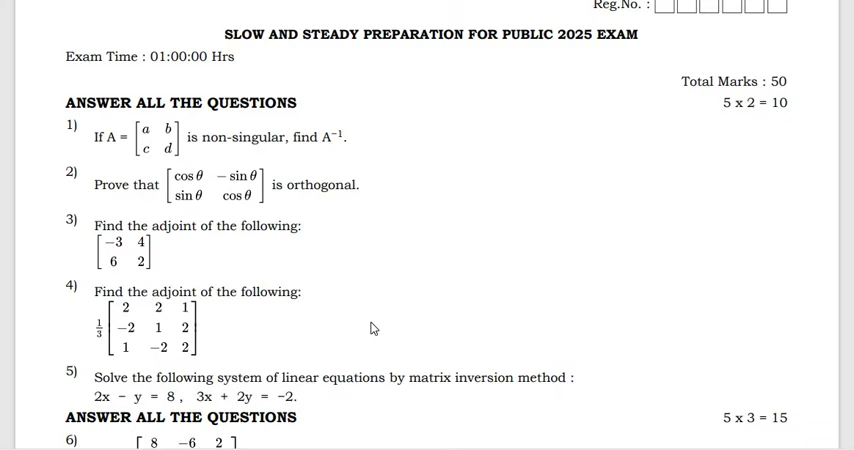 Reg.No. :
SLOW AND STEADY PREPARATION FOR PUBLIC 2025 EXAM
Exam Time : 01:00:00 Hrs
Total Marks : 50
ANSWER ALL THE QUESTIONS 5 x 2 = 10
1) If A = [a b; c d] is non-singular, find A⁻¹.
2) Prove that [cos θ − sin θ; sin θ cos θ] is orthogonal.
3) Find the adjoint of the following:
[−3 4; 6 2]
4) Find the adjoint of the following:
1/3 [2 2 1; −2 1 2; 1 −2 2]
5) Solve the following system of linear equations by matrix inversion method :
2x − y = 8 , 3x + 2y = −2.
ANSWER ALL THE QUESTIONS 5 x 3 = 15
6) [8 −6 2]